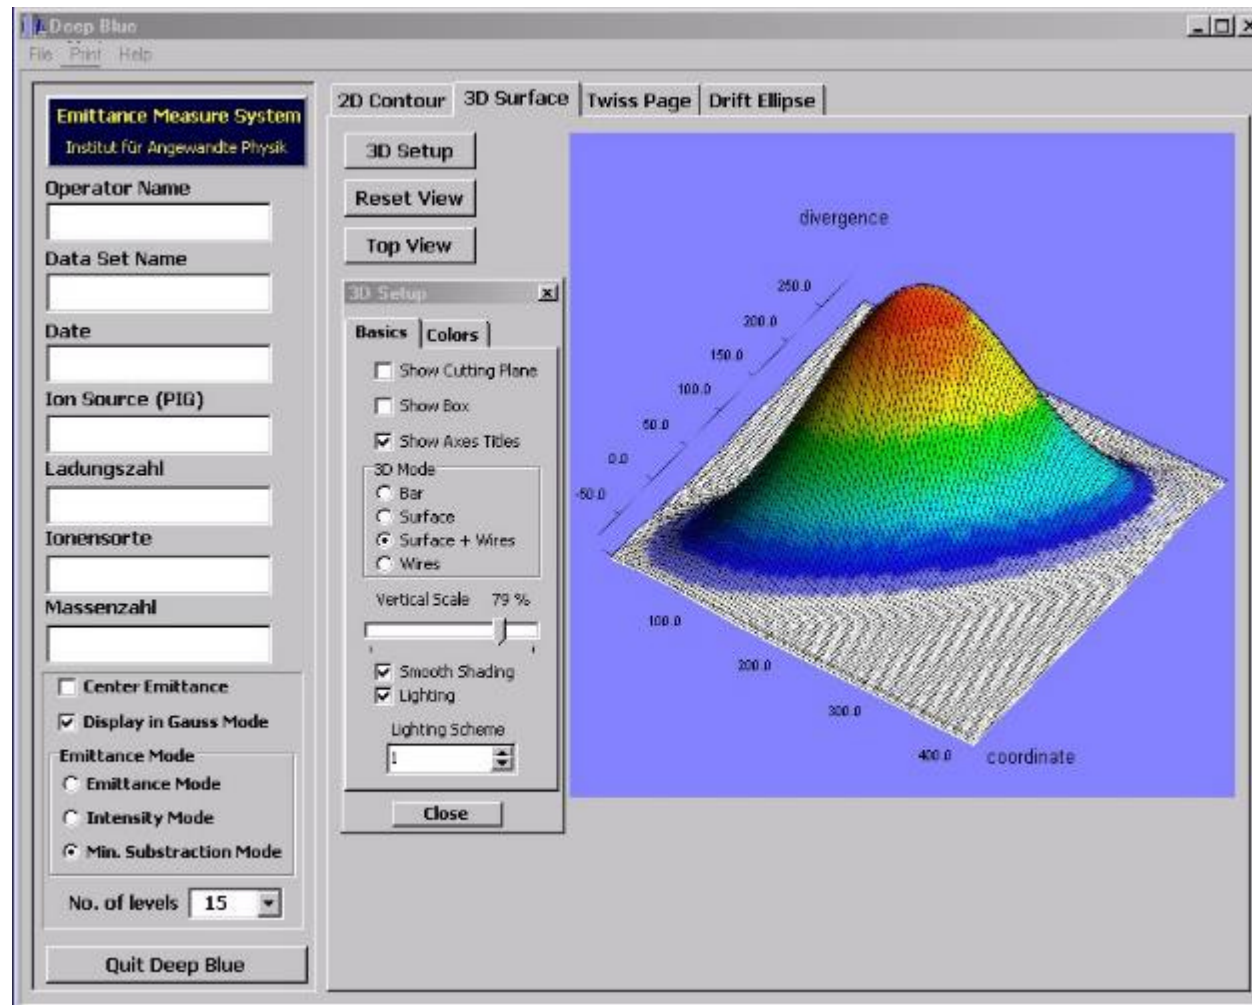 Deep Blue
File Print Help
Emittance Measure System
Institut für Angewandte Physik
Operator Name
Data Set Name
Date
Ion Source (PIG)
Ladungszahl
Ionensorte
Massenzahl
Center Emittance
Display in Gauss Mode
Emittance Mode
Emittance Mode
Intensity Mode
Min. Substraction Mode
No. of levels 15
Quit Deep Blue
2D Contour 3D Surface Twiss Page Drift Ellipse
3D Setup
Reset View
Top View
3D Setup
Basics Colors
Show Cutting Plane
Show Box
Show Axes Titles
3D Mode
Bar
Surface
Surface + Wires
Wires
Vertical Scale 79 %
Smooth Shading
Lighting
Lighting Scheme
1
Close
divergence
250.0
200.0
150.0
100.0
50.0
0.0
-50.0
100.0
200.0
300.0
400.0 coordinate